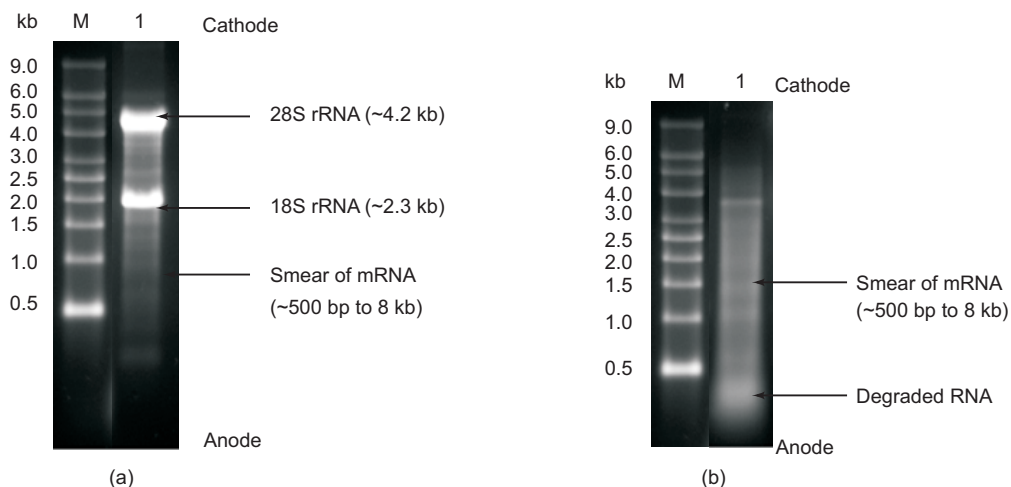 kb M 1 Cathode
9.0
6.0
5.0
4.0
3.0
2.5
2.0
1.5
1.0
0.5
28S rRNA (~4.2 kb)
18S rRNA (~2.3 kb)
Smear of mRNA
(~500 bp to 8 kb)
Anode
(a)
kb M 1 Cathode
9.0
6.0
5.0
4.0
3.0
2.5
2.0
1.5
1.0
0.5
Smear of mRNA
(~500 bp to 8 kb)
Degraded RNA
Anode
(b)